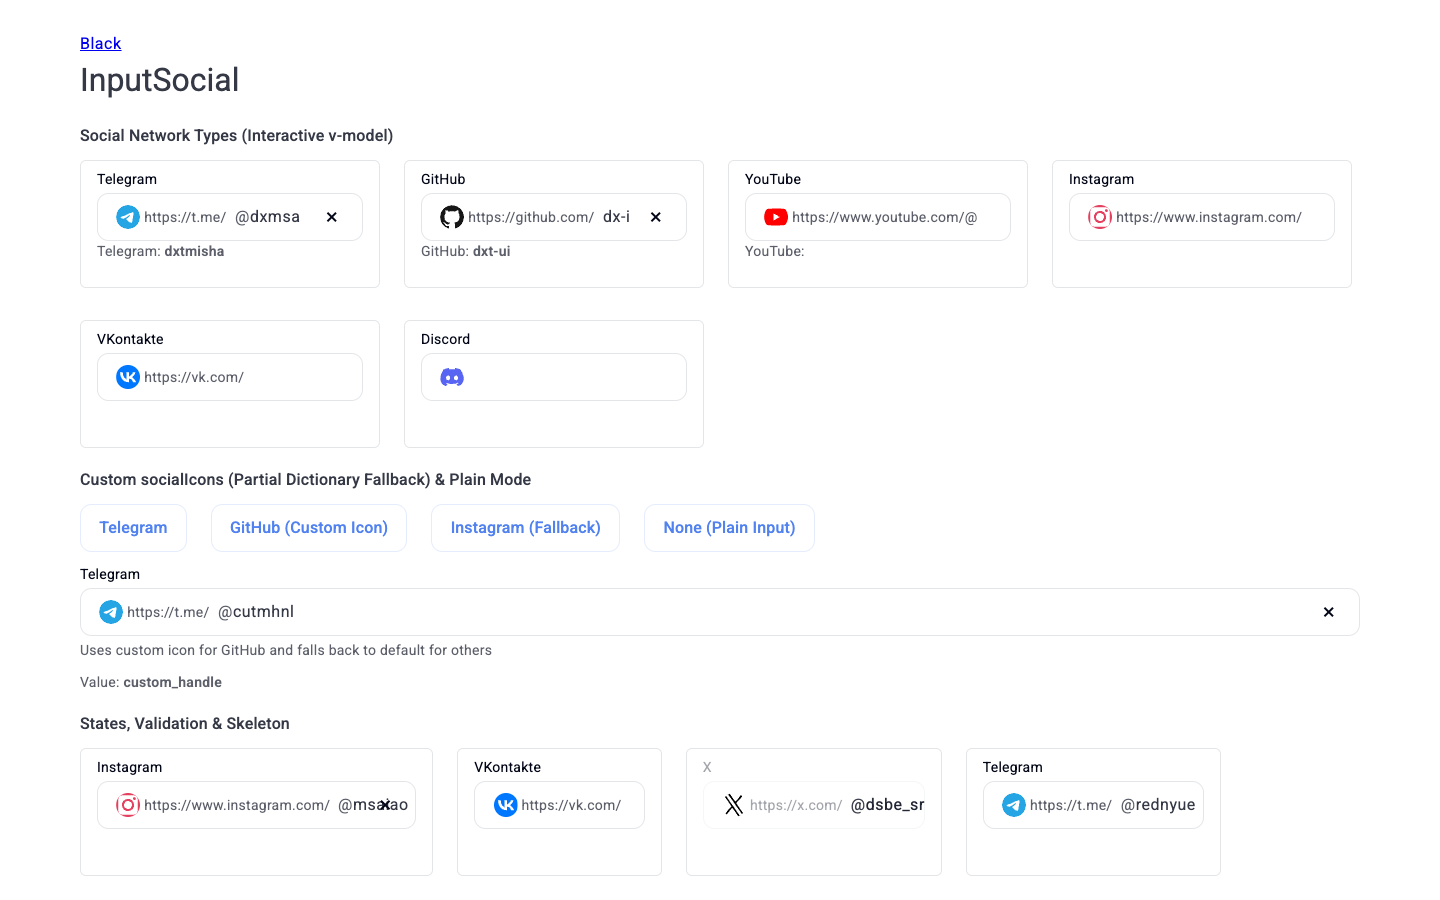 Black
InputSocial
Social Network Types (Interactive v-model)
Telegram
https://t.me/ @dxmsa
Telegram: dxtmisha
GitHub
https://github.com/ dx-i
GitHub: dxt-ui
YouTube
https://www.youtube.com/@
YouTube:
Instagram
https://www.instagram.com/
VKontakte
https://vk.com/
Discord
Custom socialIcons (Partial Dictionary Fallback) & Plain Mode
Telegram
GitHub (Custom Icon)
Instagram (Fallback)
None (Plain Input)
Telegram
https://t.me/ @cutmhnl
Uses custom icon for GitHub and falls back to default for others
Value: custom_handle
States, Validation & Skeleton
Instagram
https://www.instagram.com/
VKontakte
https://vk.com/
X
https://x.com/ @dsbe_sr
Telegram
https://t.me/ @rednyue